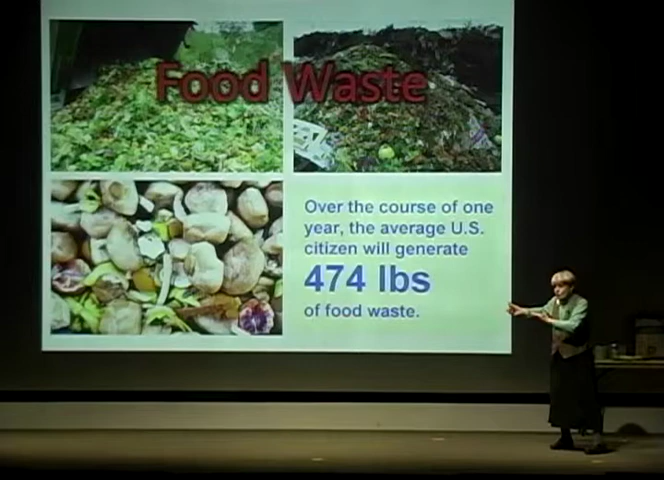 Food Waste
Over the course of one
year, the average U.S.
citizen will generate
474 lbs
of food waste.